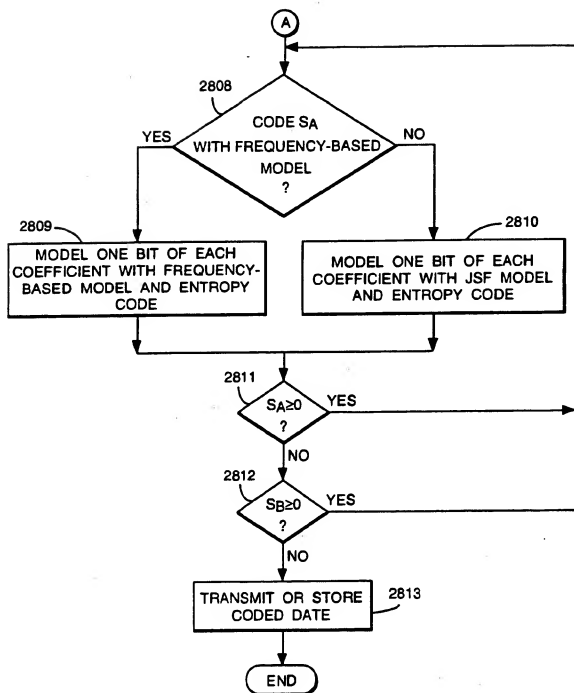 A
2808
CODE SA
WITH FREQUENCY-BASED
MODEL
?
YES
NO
2809
MODEL ONE BIT OF EACH
COEFFICIENT WITH FREQUENCY-
BASED MODEL AND ENTROPY
CODE
2810
MODEL ONE BIT OF EACH
COEFFICIENT WITH JSF MODEL
AND ENTROPY CODE
2811
SA≥0
?
YES
NO
2812
SB≥0
?
YES
NO
TRANSMIT OR STORE
CODED DATE
2813
END